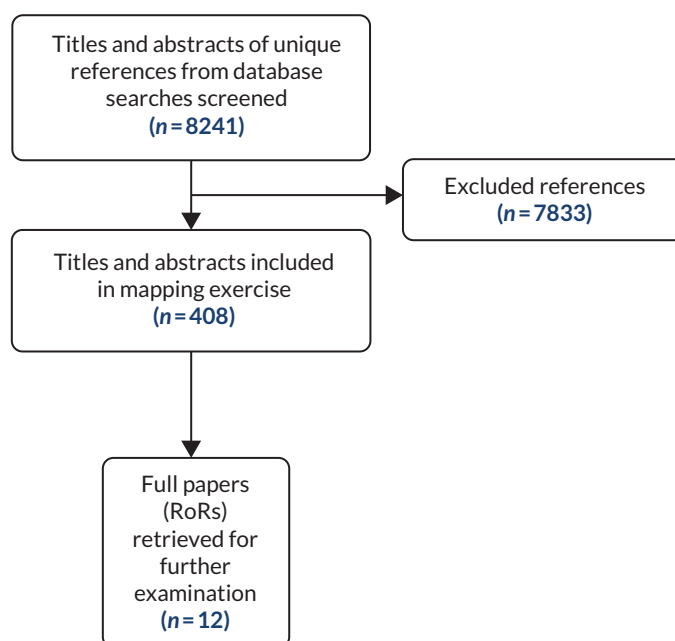 Titles and abstracts of unique
references from database
searches screened
(n=8241)
Excluded references
(n=7833)
Titles and abstracts included
in mapping exercise
(n=408)
Full papers
(RoRs)
retrieved for
further
examination
(n=12)